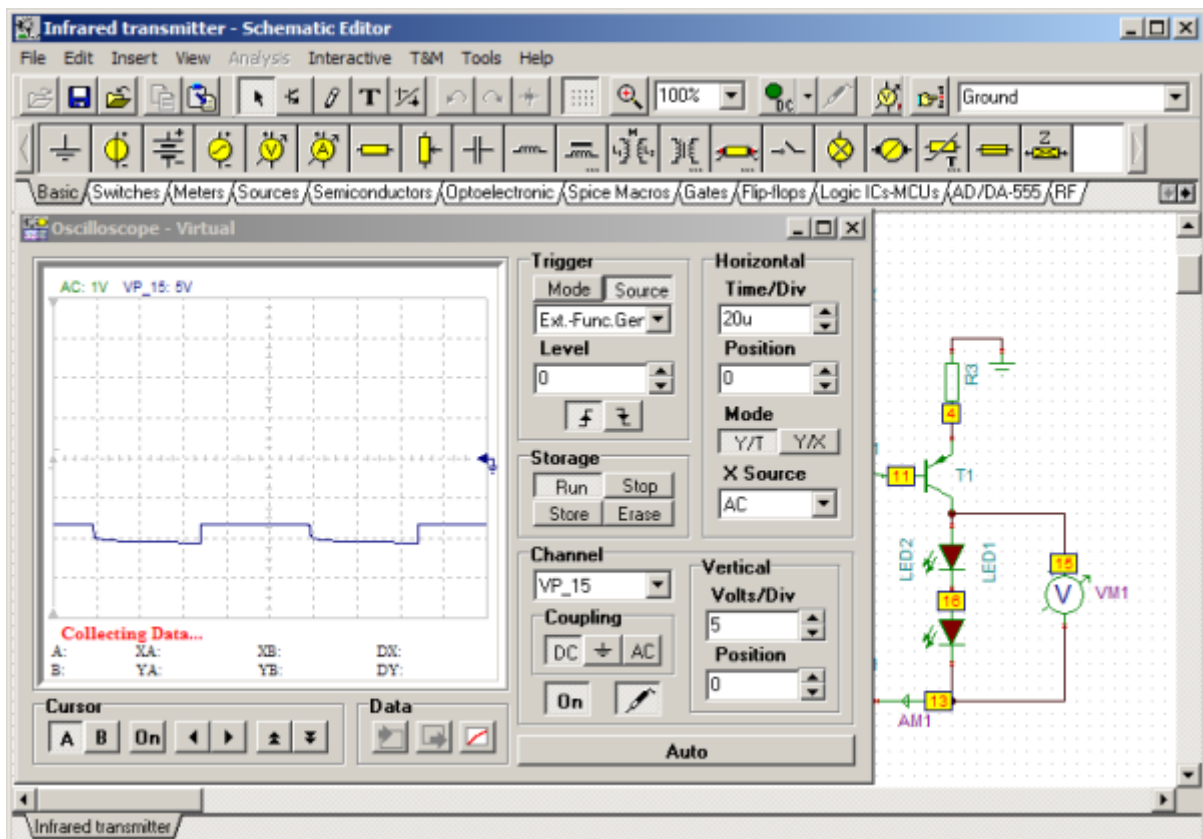 Infrared transmitter - Schematic Editor
File Edit Insert View Analysis Interactive T&M Tools Help
T 100% DC Ground
Basic Switches Meters Sources Semiconductors Optoelectronic Spice Macros Gates Flip-flops Logic ICs-MCUs AD/DA-555 RF
Oscilloscope - Virtual
AC: 1V VP_15: 5V
Collecting Data...
A: XA: XB: DX:
B: YA: YB: DY:
Cursor
A B On
Data
Trigger
Mode Source
Ext.-Func.Ger
Level
0
Storage
Run Stop
Store Erase
Channel
VP_15
Coupling
DC AC
On
Horizontal
Time/Div
20u
Position
0
Mode
Y/T Y/X
X Source
AC
Vertical
Volts/Div
5
Position
0
Auto
R3
4
11 T1
LED2 LED1
15
V VM1
16
13
AM1
Infrared transmitter